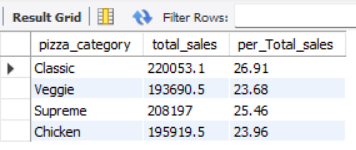 Result Grid Filter Rows:
pizza_category total_sales per_Total_sales
Classic 220053.1 26.91
Veggie 193690.5 23.68
Supreme 208197 25.46
Chicken 195919.5 23.96